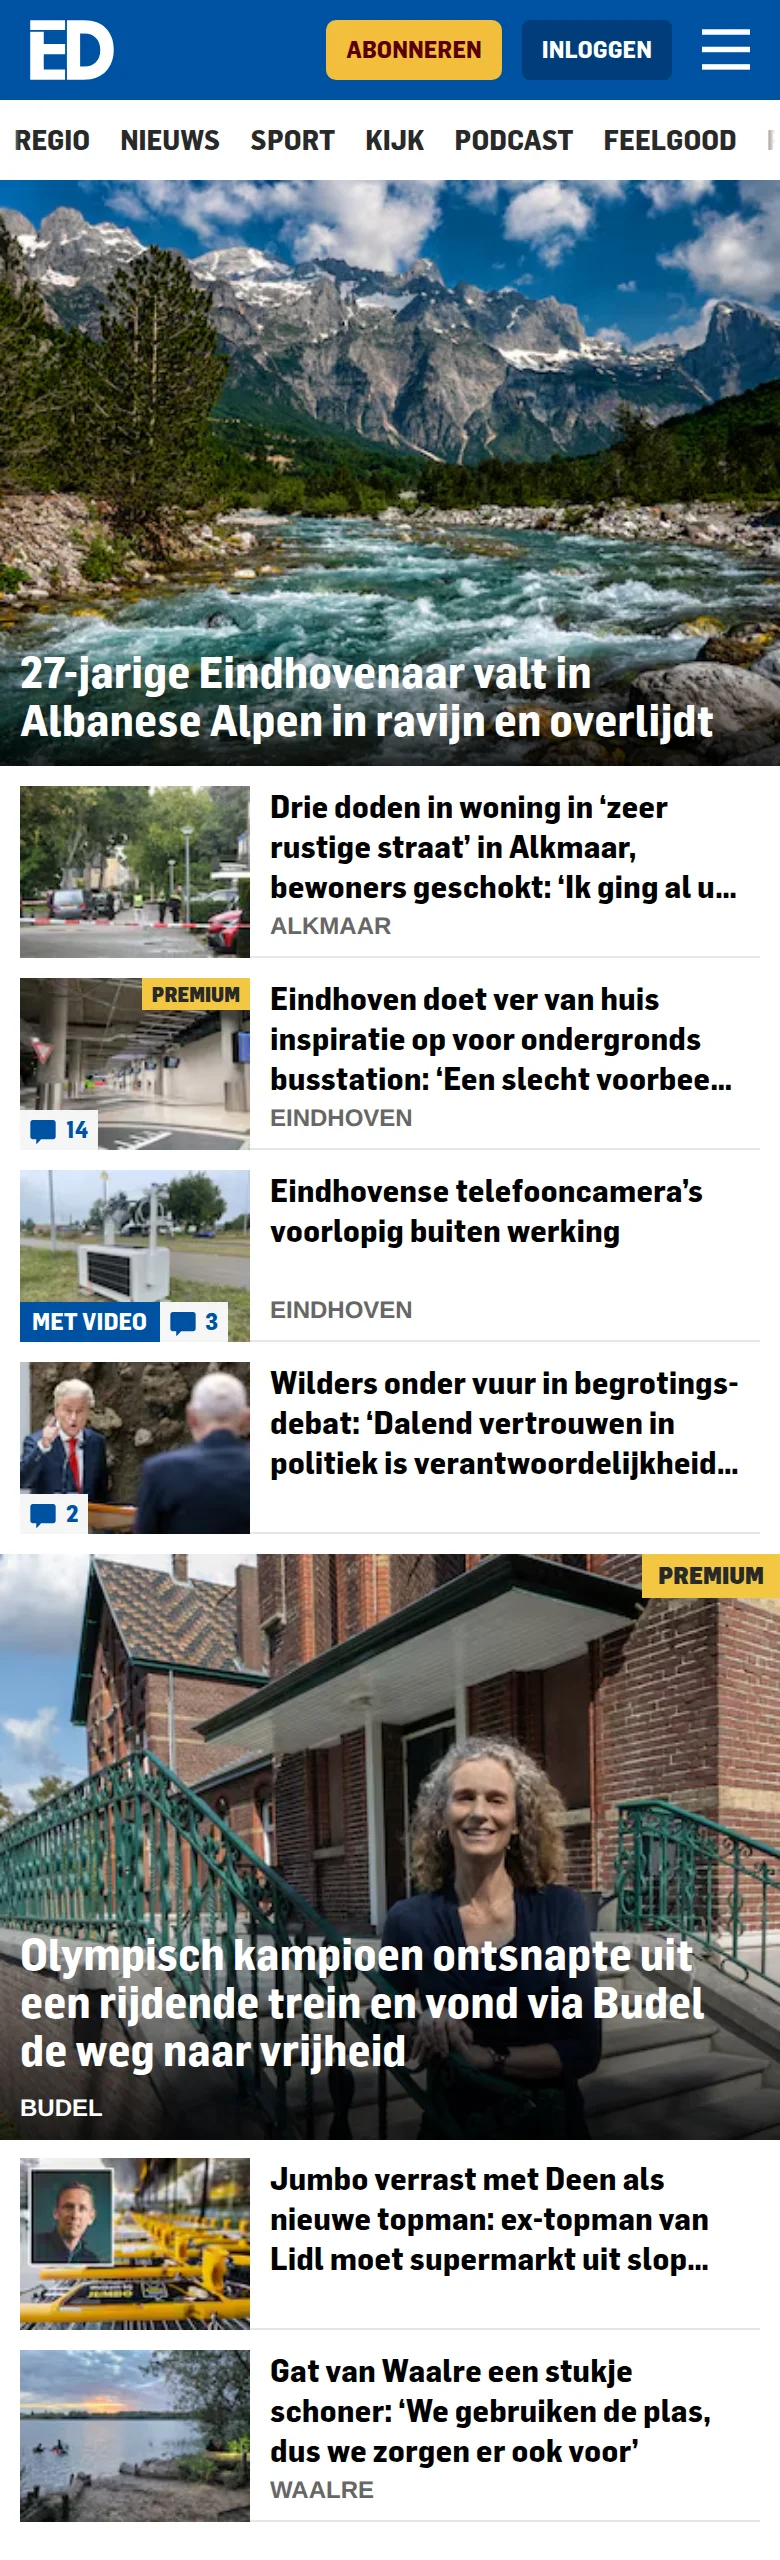 ED
ABONNEREN
INLOGGEN
REGIO NIEUWS SPORT KIJK PODCAST FEELGOOD
27-jarige Eindhovenaar valt in
Albanese Alpen in ravijn en overlijdt
Drie doden in woning in ‘zeer
rustige straat’ in Alkmaar,
bewoners geschokt: ‘Ik ging al u...
ALKMAAR
PREMIUM
14
Eindhoven doet ver van huis
inspiratie op voor ondergronds
busstation: ‘Een slecht voorbee...
EINDHOVEN
MET VIDEO
3
Eindhovense telefooncamera’s
voorlopig buiten werking
EINDHOVEN
2
Wilders onder vuur in begrotings-
debat: ‘Dalend vertrouwen in
politiek is verantwoordelijkheid...
PREMIUM
Olympisch kampioen ontsnapte uit
een rijdende trein en vond via Budel
de weg naar vrijheid
BUDEL
JUMBO
Jumbo verrast met Deen als
nieuwe topman: ex-topman van
Lidl moet supermarkt uit slop...
Gat van Waalre een stukje
schoner: ‘We gebruiken de plas,
dus we zorgen er ook voor’
WAALRE